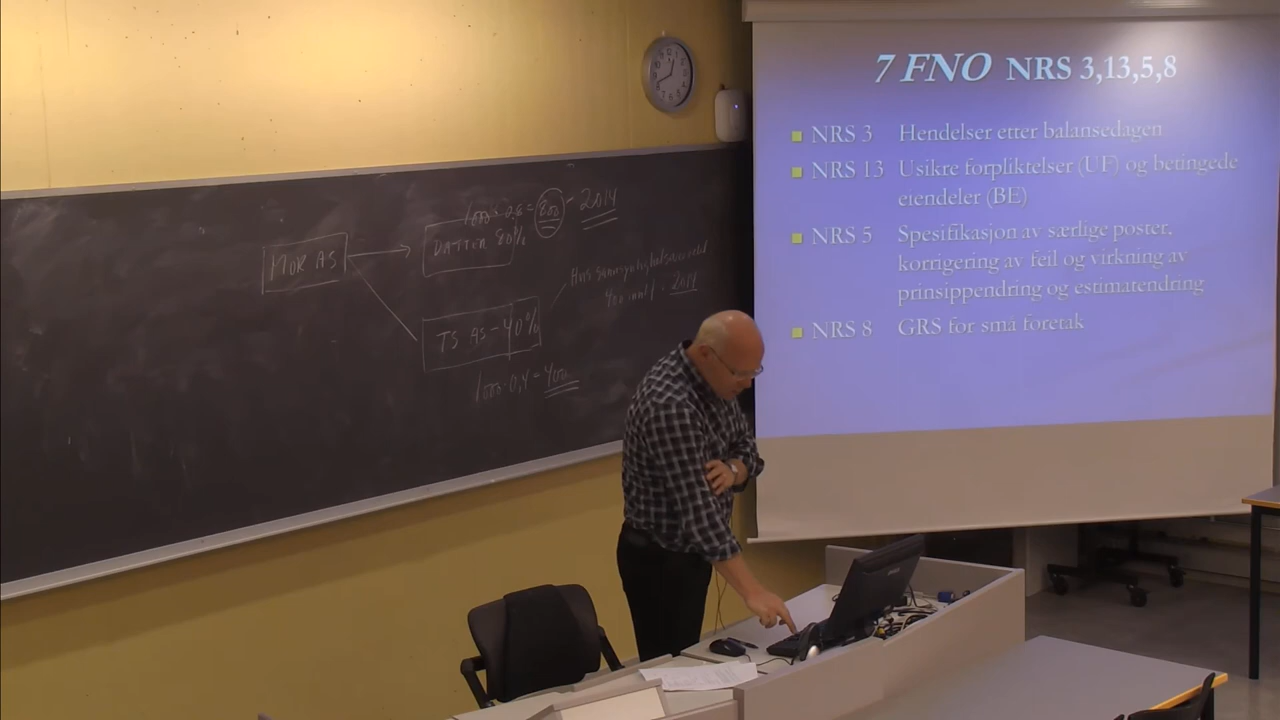 1000 · 0,8 = 800 - 2014
MOR AS
DATTER 80%
TS AS - 40%
400 = 2014
1000 · 0,4 = 400
7 FNO NRS 3,13,5,8
NRS 3 Hendelser etter balansedagen
NRS 13 Usikre forpliktelser (UF) og betingede
eiendeler (BE)
NRS 5 Spesifikasjon av særlige poster,
korrigering av feil og virkning av
prinsippendring og estimatendring
NRS 8 GRS for små foretak